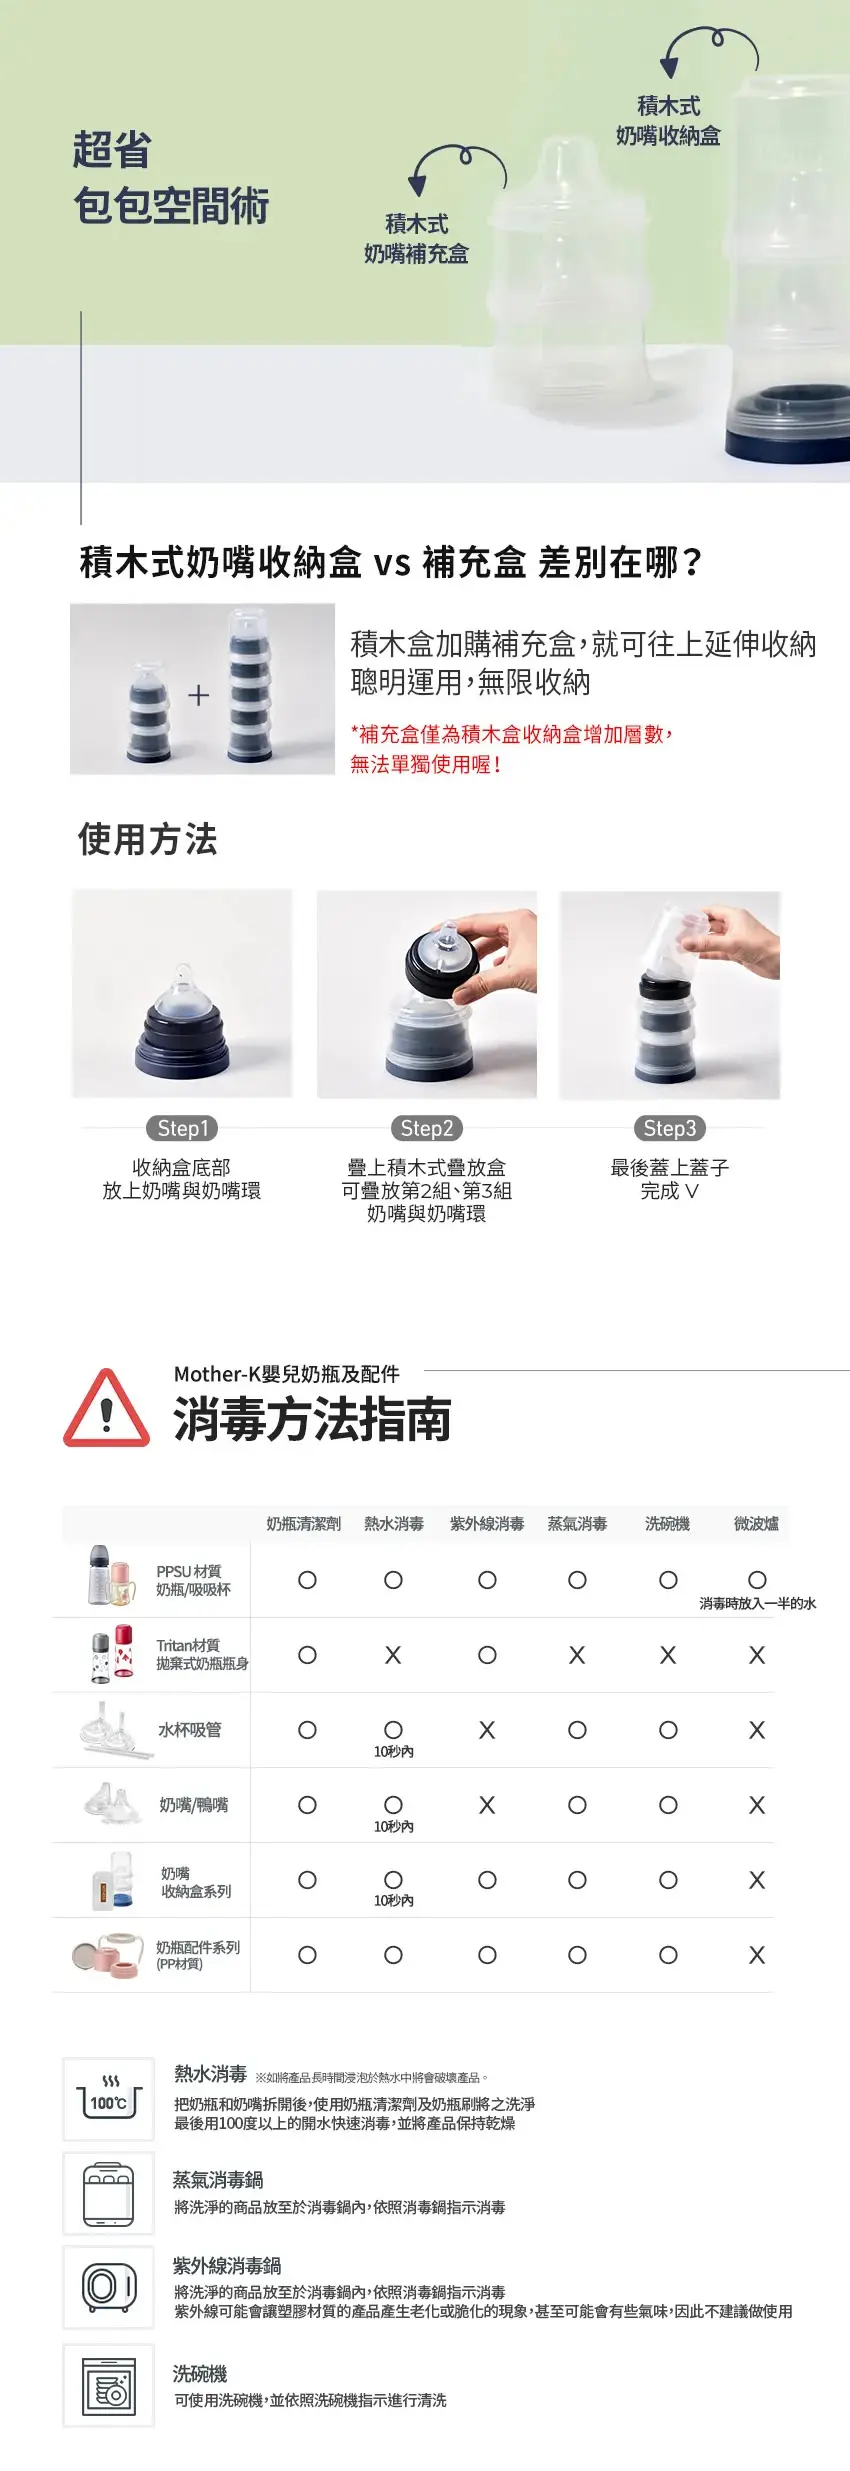 積木式
奶嘴收納盒
超省
包包空間術
積木式
奶嘴補充盒
積木式奶嘴收納盒 vs 補充盒 差別在哪?
+
積木盒加購補充盒,就可往上延伸收納
聰明運用,無限收納
*補充盒僅為積木盒收納盒增加層數,
無法單獨使用喔!
使用方法
Step1
收納盒底部
放上奶嘴與奶嘴環
Step2
疊上積木式疊放盒
可疊放第2組、第3組
奶嘴與奶嘴環
Step3
最後蓋上蓋子
完成 V
Mother-K嬰兒奶瓶及配件
消毒方法指南
奶瓶清潔劑 熱水消毒 紫外線消毒 蒸氣消毒 洗碗機 微波爐
PPSU 材質
奶瓶/吸吸杯
O O O O O O
消毒時放入一半的水
Tritan材質
拋棄式奶瓶瓶身
O X O X X X
水杯吸管
O O X O O X
10秒內
奶嘴/鴨嘴
O O X O O X
10秒內
奶嘴
收納盒系列
O O O O O X
10秒內
奶瓶配件系列
(PP材質)
O O O O O X
100℃
熱水消毒 ※如將產品長時間浸泡於熱水中將會破壞產品。
把奶瓶和奶嘴拆開後,使用奶瓶清潔劑及奶瓶刷將之洗淨
最後用100度以上的開水快速消毒,並將產品保持乾燥
蒸氣消毒鍋
將洗淨的商品放至於消毒鍋內,依照消毒鍋指示消毒
紫外線消毒鍋
將洗淨的商品放至於消毒鍋內,依照消毒鍋指示消毒
紫外線可能會讓塑膠材質的產品產生老化或脆化的現象,甚至可能會有些氣味,因此不建議做使用
洗碗機
可使用洗碗機,並依照洗碗機指示進行清洗